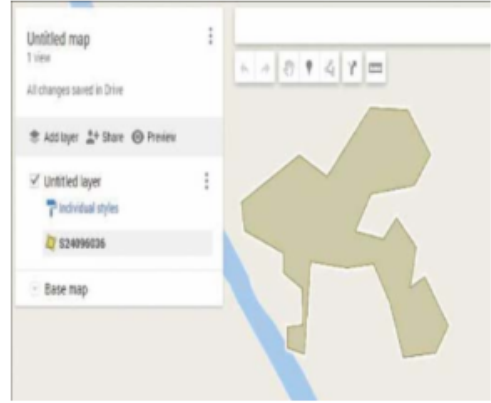 Untitled map
1 view
All changes saved in Drive
Add layer Share Preview
Untitled layer
Individual styles
S24096036
Base map